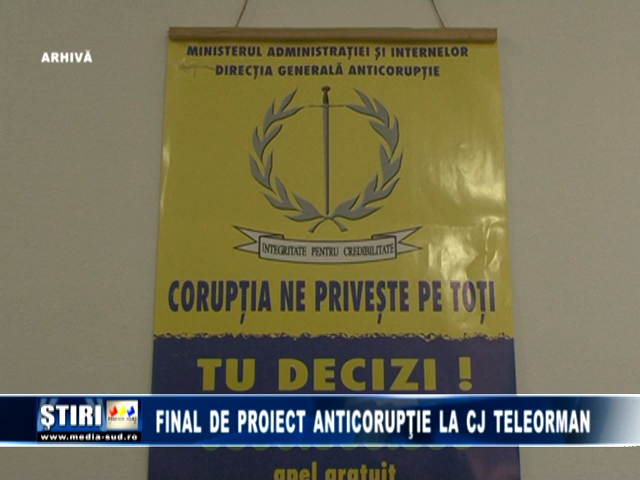 ARHIVĂ
MINISTERUL ADMINISTRAȚIEI ȘI INTERNELOR
DIRECȚIA GENERALĂ ANTICORUPȚIE
INTEGRITATE PENTRU CREDIBILITATE
CORUPȚIA NE PRIVEȘTE PE TOȚI
TU DECIZI !
ȘTIRI
FINAL DE PROIECT ANTICORUPŢIE LA CJ TELEORMAN
www.media-sud.ro
apel gratuit